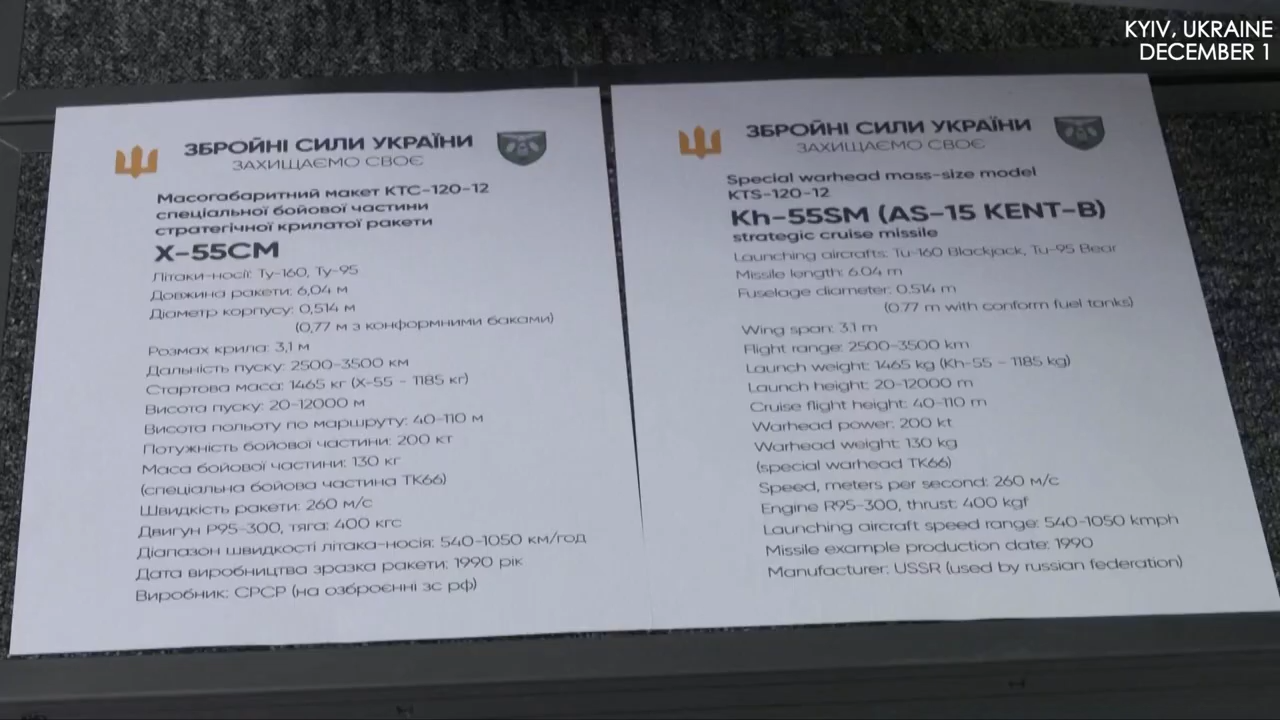 KYIV, UKRAINE
DECEMBER 1
ЗБРОЙНІ СИЛИ УКРАЇНИ
ЗАХИЩАЄМО СВОЄ
Масогабаритний макет КТС-120-12
спеціальної бойової частини
стратегічної крилатої ракети
Х-55СМ
Літаки-носії: Ту-160, Ту-95
Довжина ракети: 6,04 м
Діаметр корпусу: 0,514 м
(0,77 м з конформними баками)
Розмах крила: 3,1 м
Дальність пуску: 2500-3500 км
Стартова маса: 1465 кг (Х-55 - 1185 кг)
Висота пуску: 20-12000 м
Висота польоту по маршруту: 40-110 м
Потужність бойової частини: 200 кт
Маса бойової частини: 130 кг
(спеціальна бойова частина ТК66)
Швидкість ракети: 260 м/с
Двигун Р95-300, тяга: 400 кгс
Діапазон швидкості літака-носія: 540-1050 км/год
Дата виробництва зразка ракети: 1990 рік
Виробник: СРСР (на озброєнні зс рф)
ЗБРОЙНІ СИЛИ УКРАЇНИ
ЗАХИЩАЄМО СВОЄ
Special warhead mass-size model
KTS-120-12
Kh-55SM (AS-15 KENT-B)
strategic cruise missile
Launching aircrafts: Tu-160 Blackjack, Tu-95 Bear
Missile length: 6.04 m
Fuselage diameter: 0.514 m
(0.77 m with conform fuel tanks)
Wing span: 3.1 m
Flight range: 2500-3500 km
Launch weight: 1465 kg (Kh-55 - 1185 kg)
Launch height: 20-12000 m
Cruise flight height: 40-110 m
Warhead power: 200 kt
Warhead weight: 130 kg
(special warhead TK66)
Speed, meters per second: 260 м/с
Engine R95-300, thrust: 400 kgf
Launching aircraft speed range: 540-1050 kmph
Missile example production date: 1990
Manufacturer: USSR (used by russian federation)